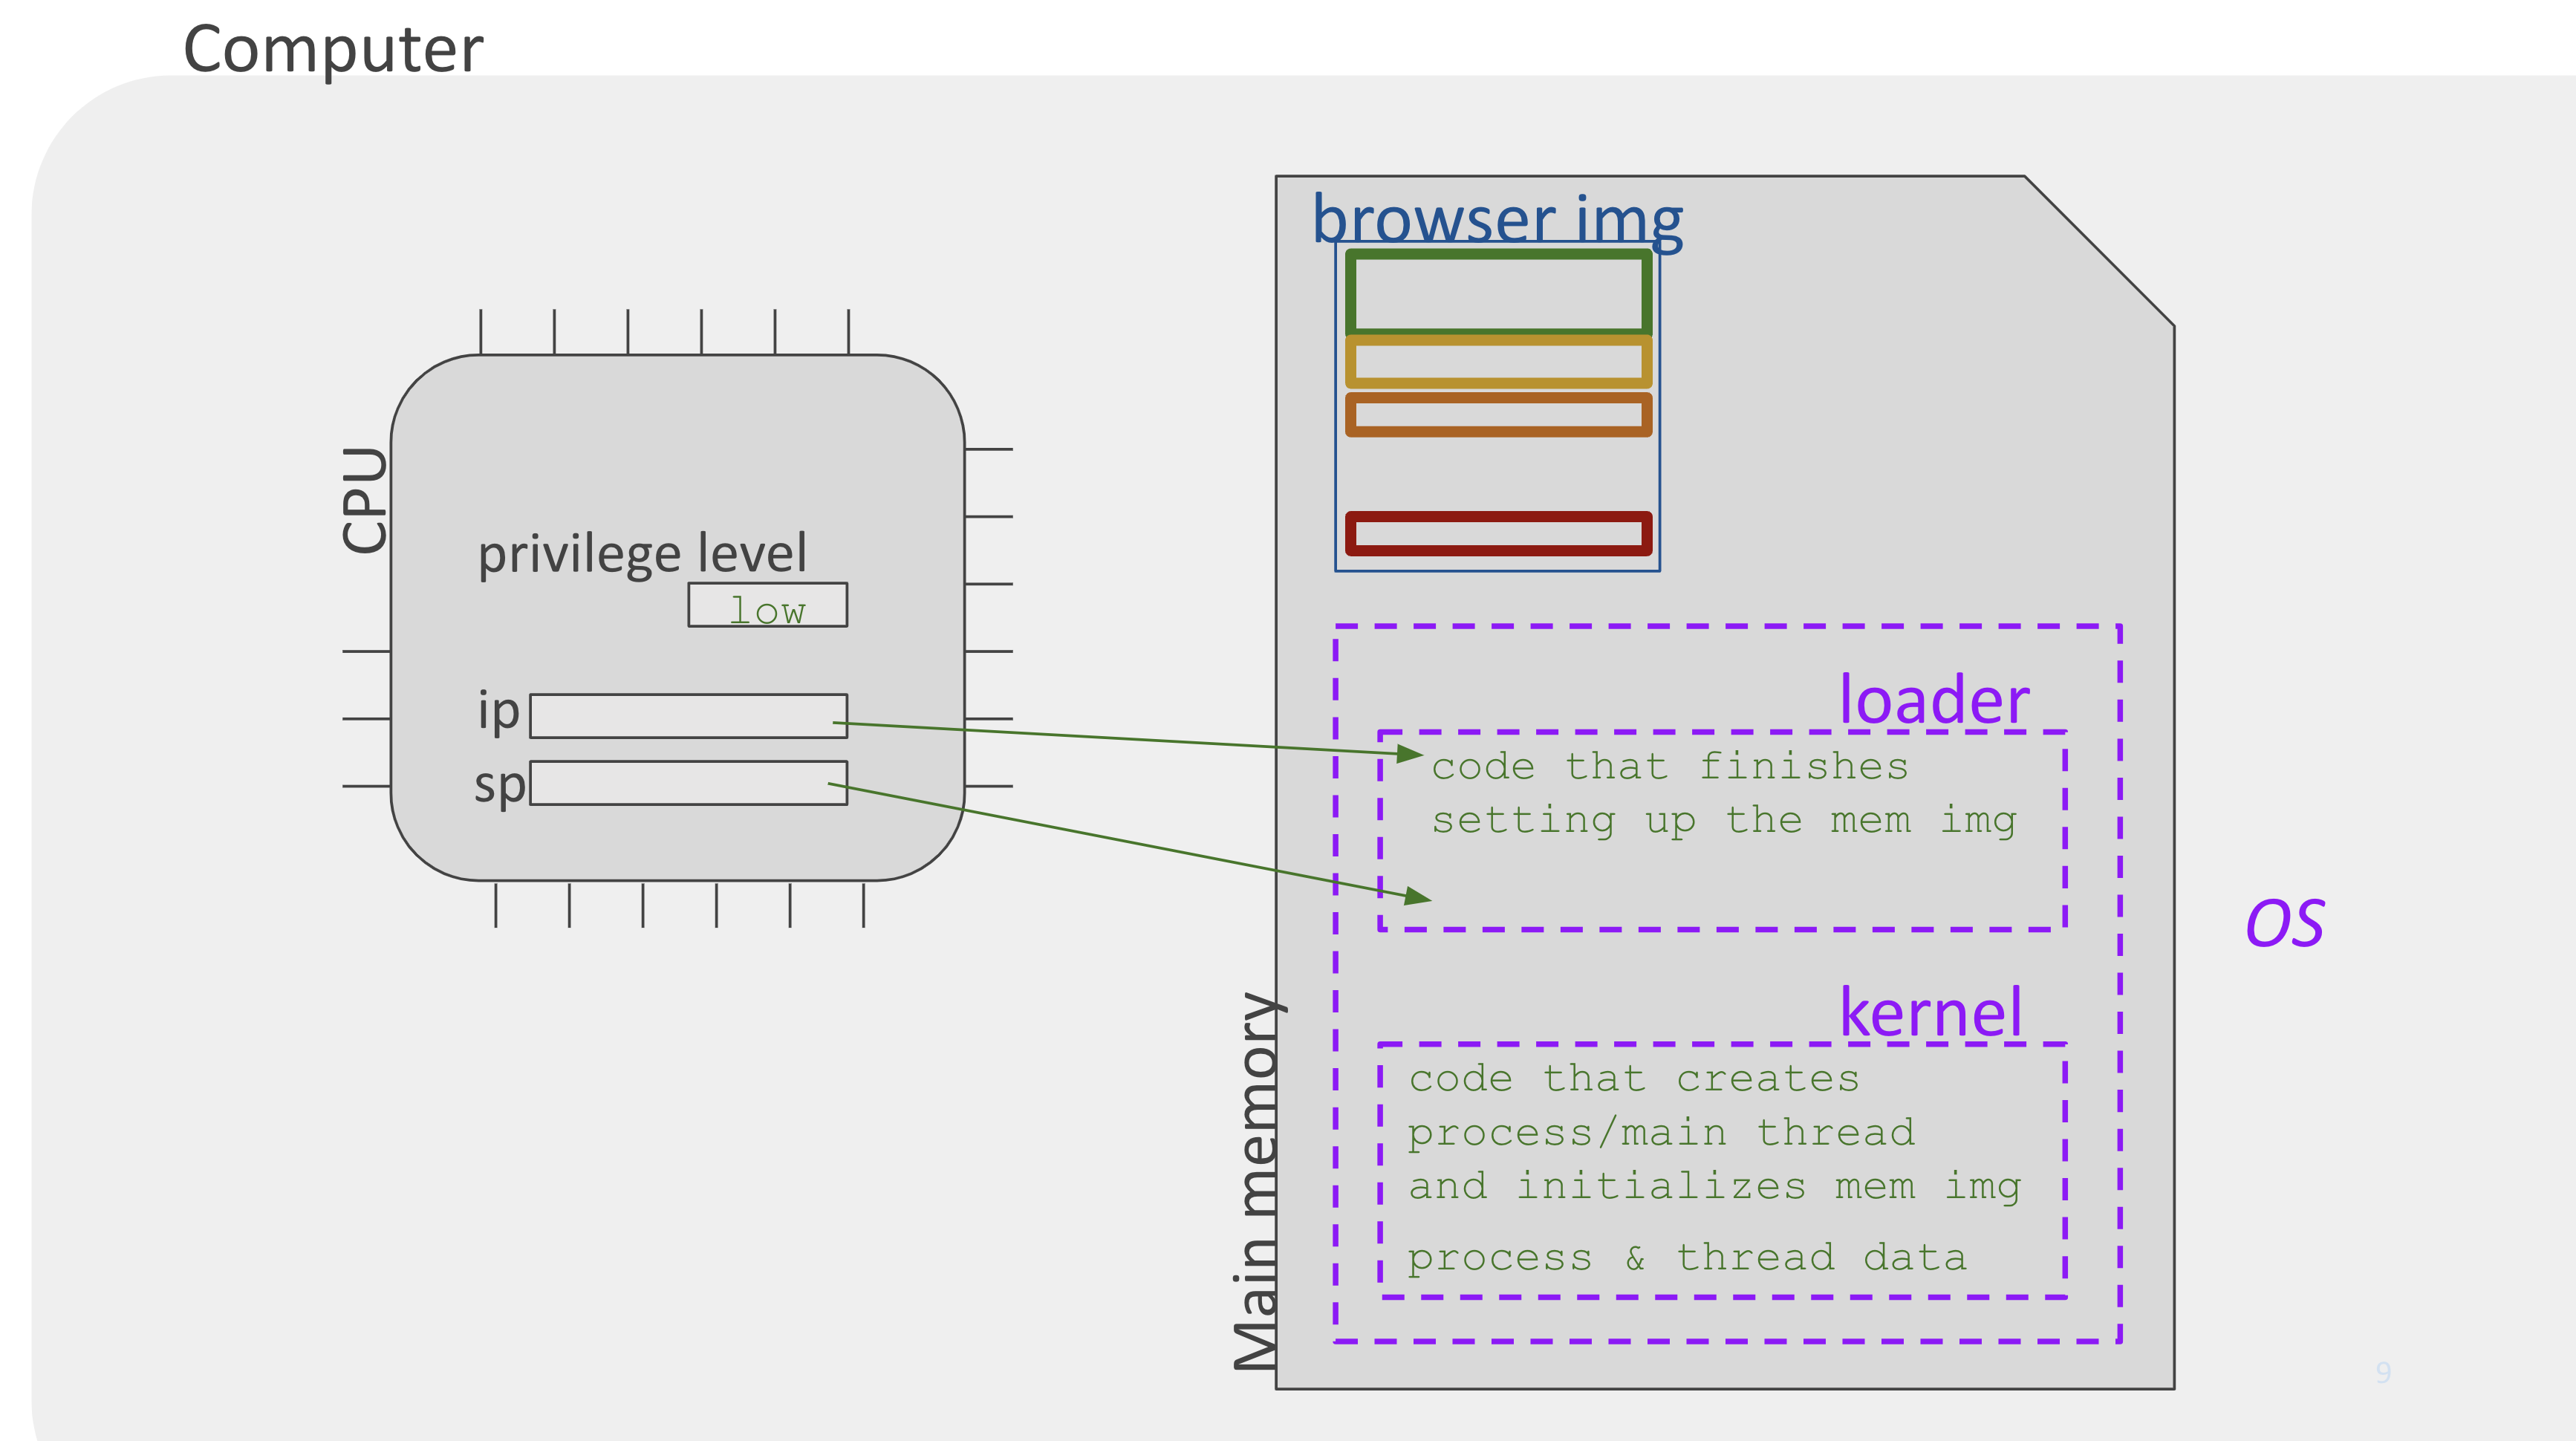 Computer
CPU
privilege level
low
ip
sp
Main memory
browser img
loader
code that finishes
setting up the mem img
kernel
code that creates
process/main thread
and initializes mem img
process & thread data
OS
9